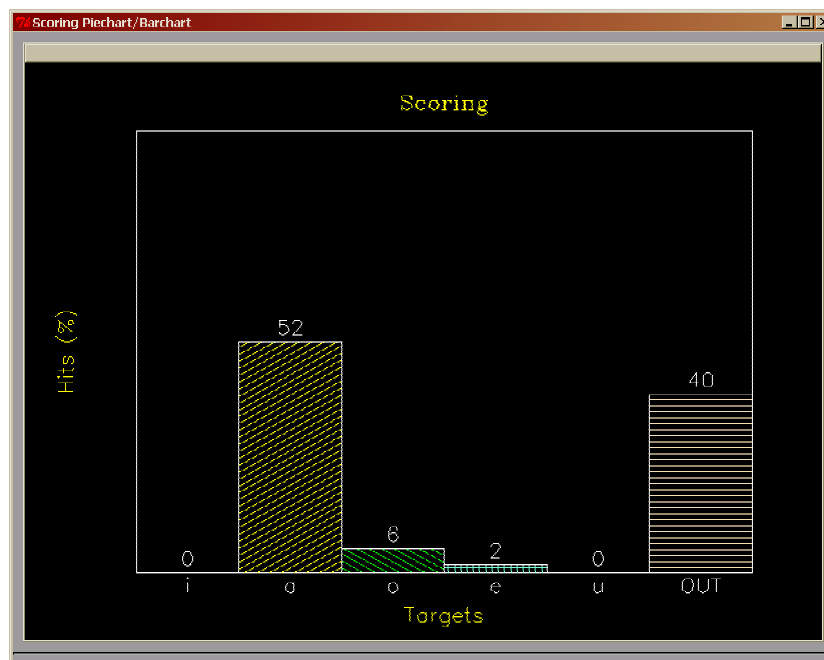 Scoring Piechart/Barchart
Scoring
Hits (%)
52
40
6
2
0
0
i a o e u OUT
Targets